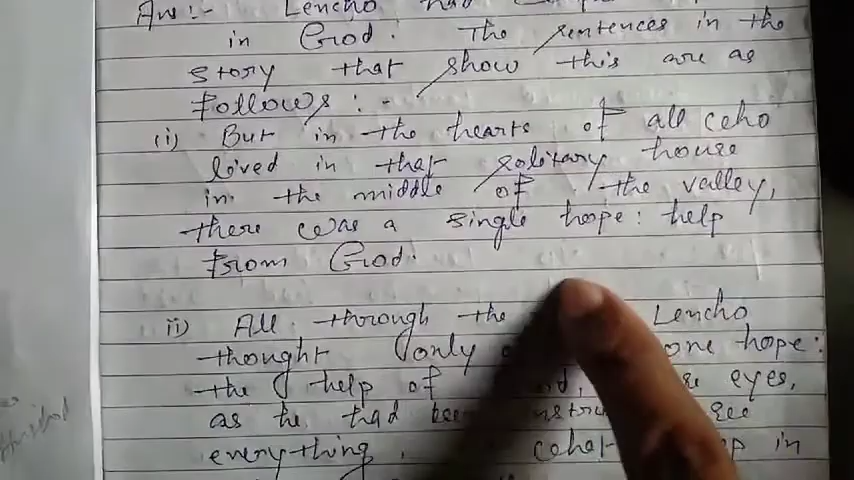 Ans :- Lencho had
in God. The sentences in the
story that show this are as
follows : -
(i) But in the hearts of all who
lived in that solitary house
in the middle of the valley,
there was a single hope : help
from God.
ii) All through the Lencho
thought only one hope :
the help of eyes,
as he had been
everything, in